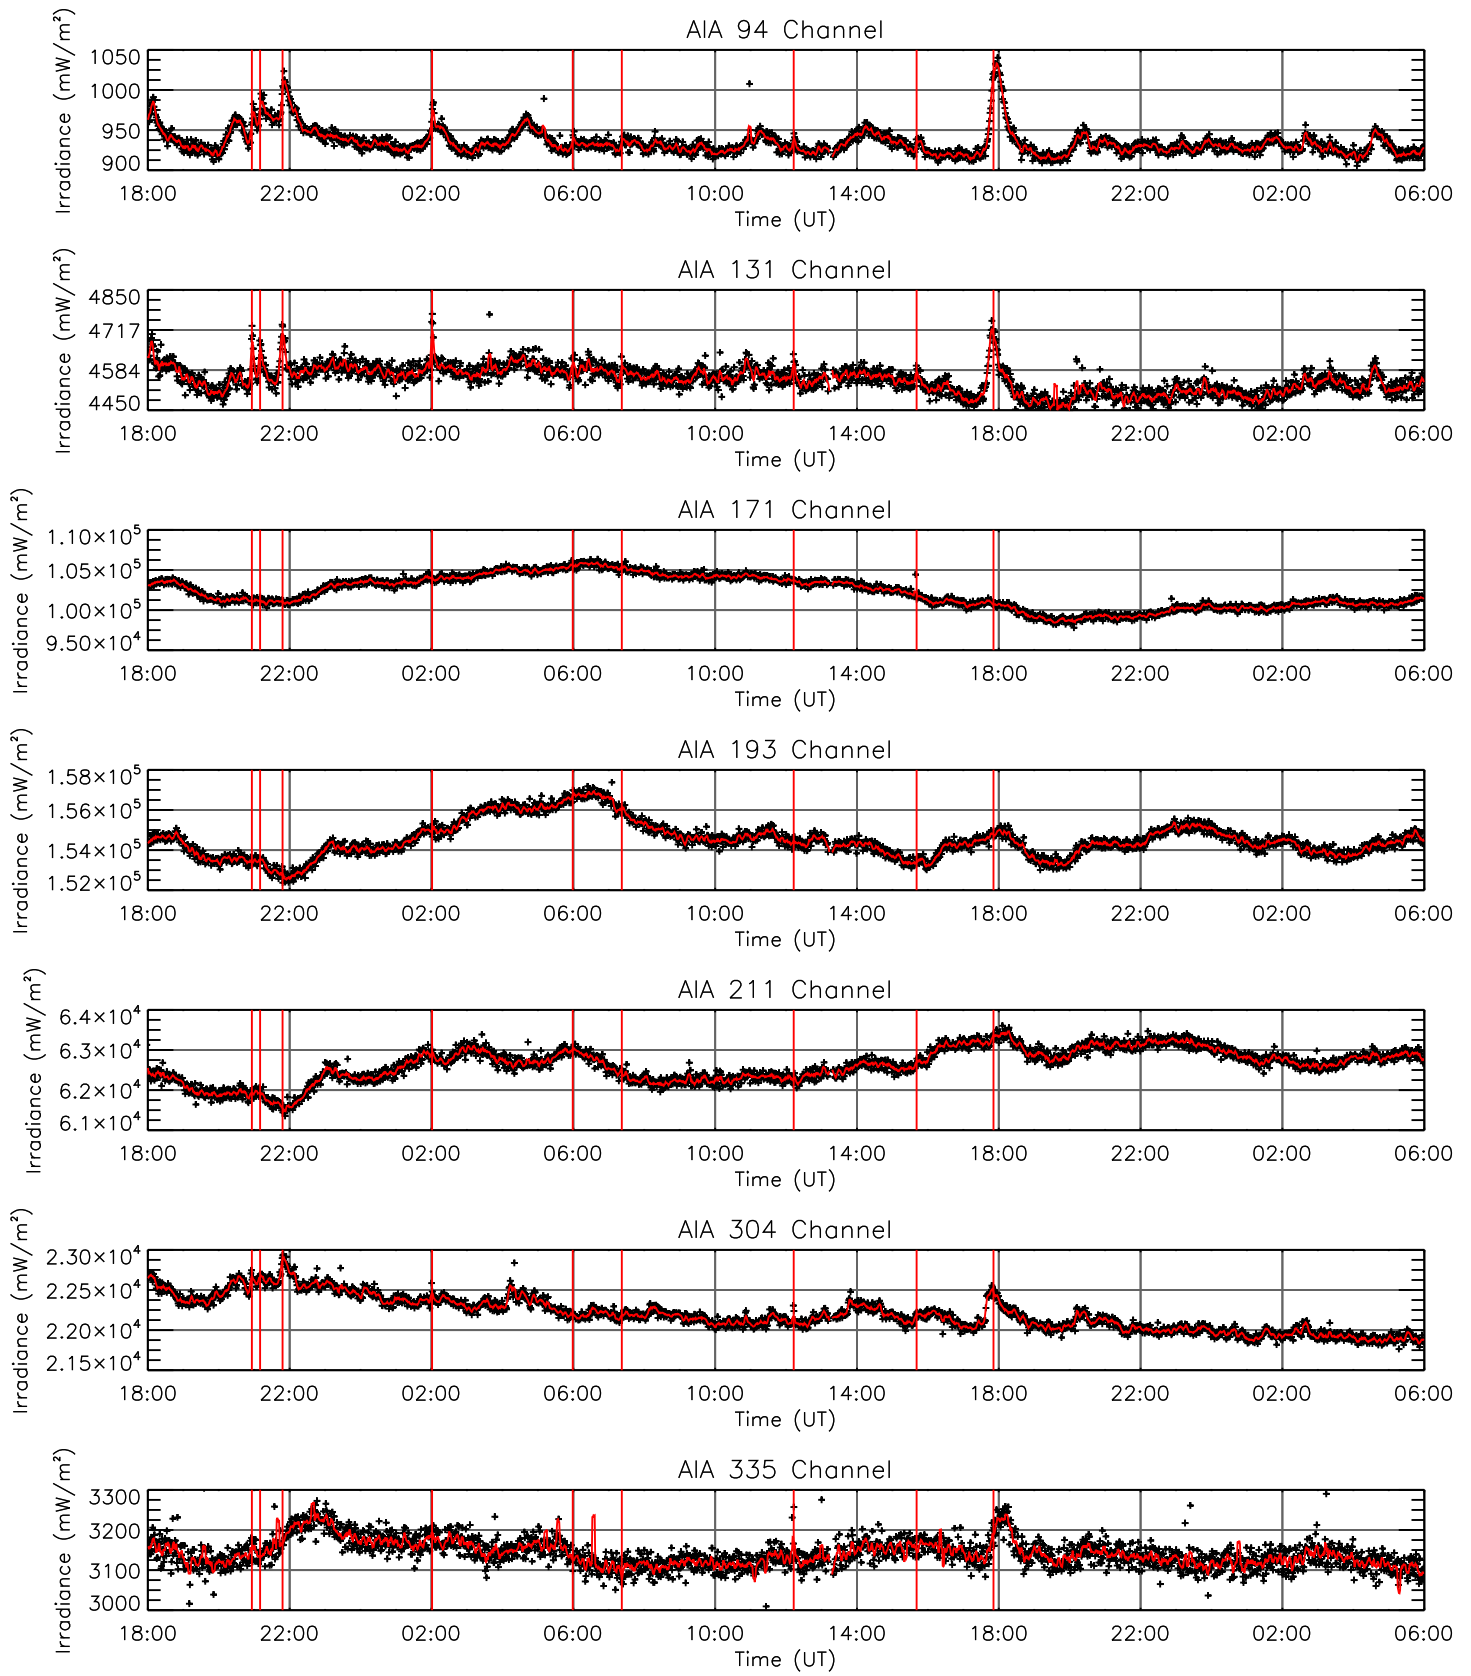 AIA 94 Channel
Irradiance (mW/m²)
1050
1000
950
900
18:00 22:00 02:00 06:00 10:00 14:00 18:00 22:00 02:00 06:00
Time (UT)
AIA 131 Channel
Irradiance (mW/m²)
4850
4717
4584
4450
18:00 22:00 02:00 06:00 10:00 14:00 18:00 22:00 02:00 06:00
Time (UT)
AIA 171 Channel
Irradiance (mW/m²)
1.10×10⁵
1.05×10⁵
1.00×10⁵
9.50×10⁴
18:00 22:00 02:00 06:00 10:00 14:00 18:00 22:00 02:00 06:00
Time (UT)
AIA 193 Channel
Irradiance (mW/m²)
1.58×10⁵
1.56×10⁵
1.54×10⁵
1.52×10⁵
18:00 22:00 02:00 06:00 10:00 14:00 18:00 22:00 02:00 06:00
Time (UT)
AIA 211 Channel
Irradiance (mW/m²)
6.4×10⁴
6.3×10⁴
6.2×10⁴
6.1×10⁴
18:00 22:00 02:00 06:00 10:00 14:00 18:00 22:00 02:00 06:00
Time (UT)
AIA 304 Channel
Irradiance (mW/m²)
2.30×10⁴
2.25×10⁴
2.20×10⁴
2.15×10⁴
18:00 22:00 02:00 06:00 10:00 14:00 18:00 22:00 02:00 06:00
Time (UT)
AIA 335 Channel
Irradiance (mW/m²)
3300
3200
3100
3000
18:00 22:00 02:00 06:00 10:00 14:00 18:00 22:00 02:00 06:00
Time (UT)